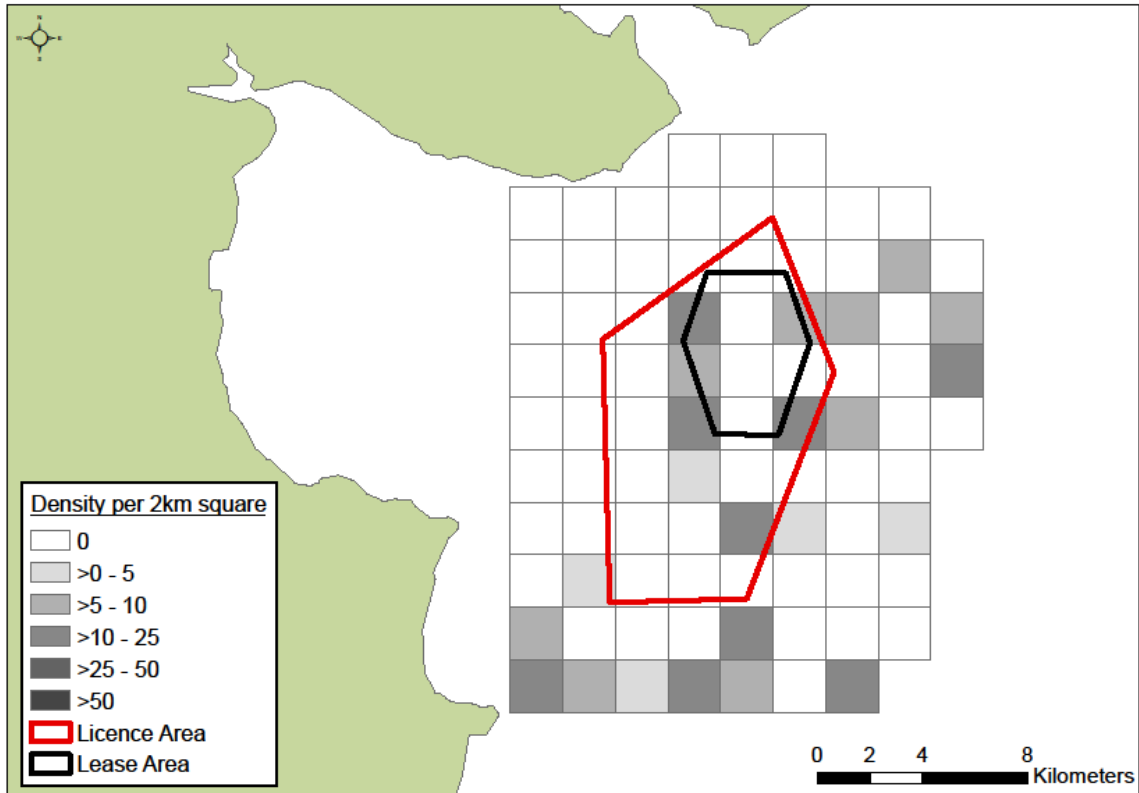 N
W E
S
Density per 2km square
0
>0 - 5
>5 - 10
>10 - 25
>25 - 50
>50
Licence Area
Lease Area
0 2 4 8
Kilometers